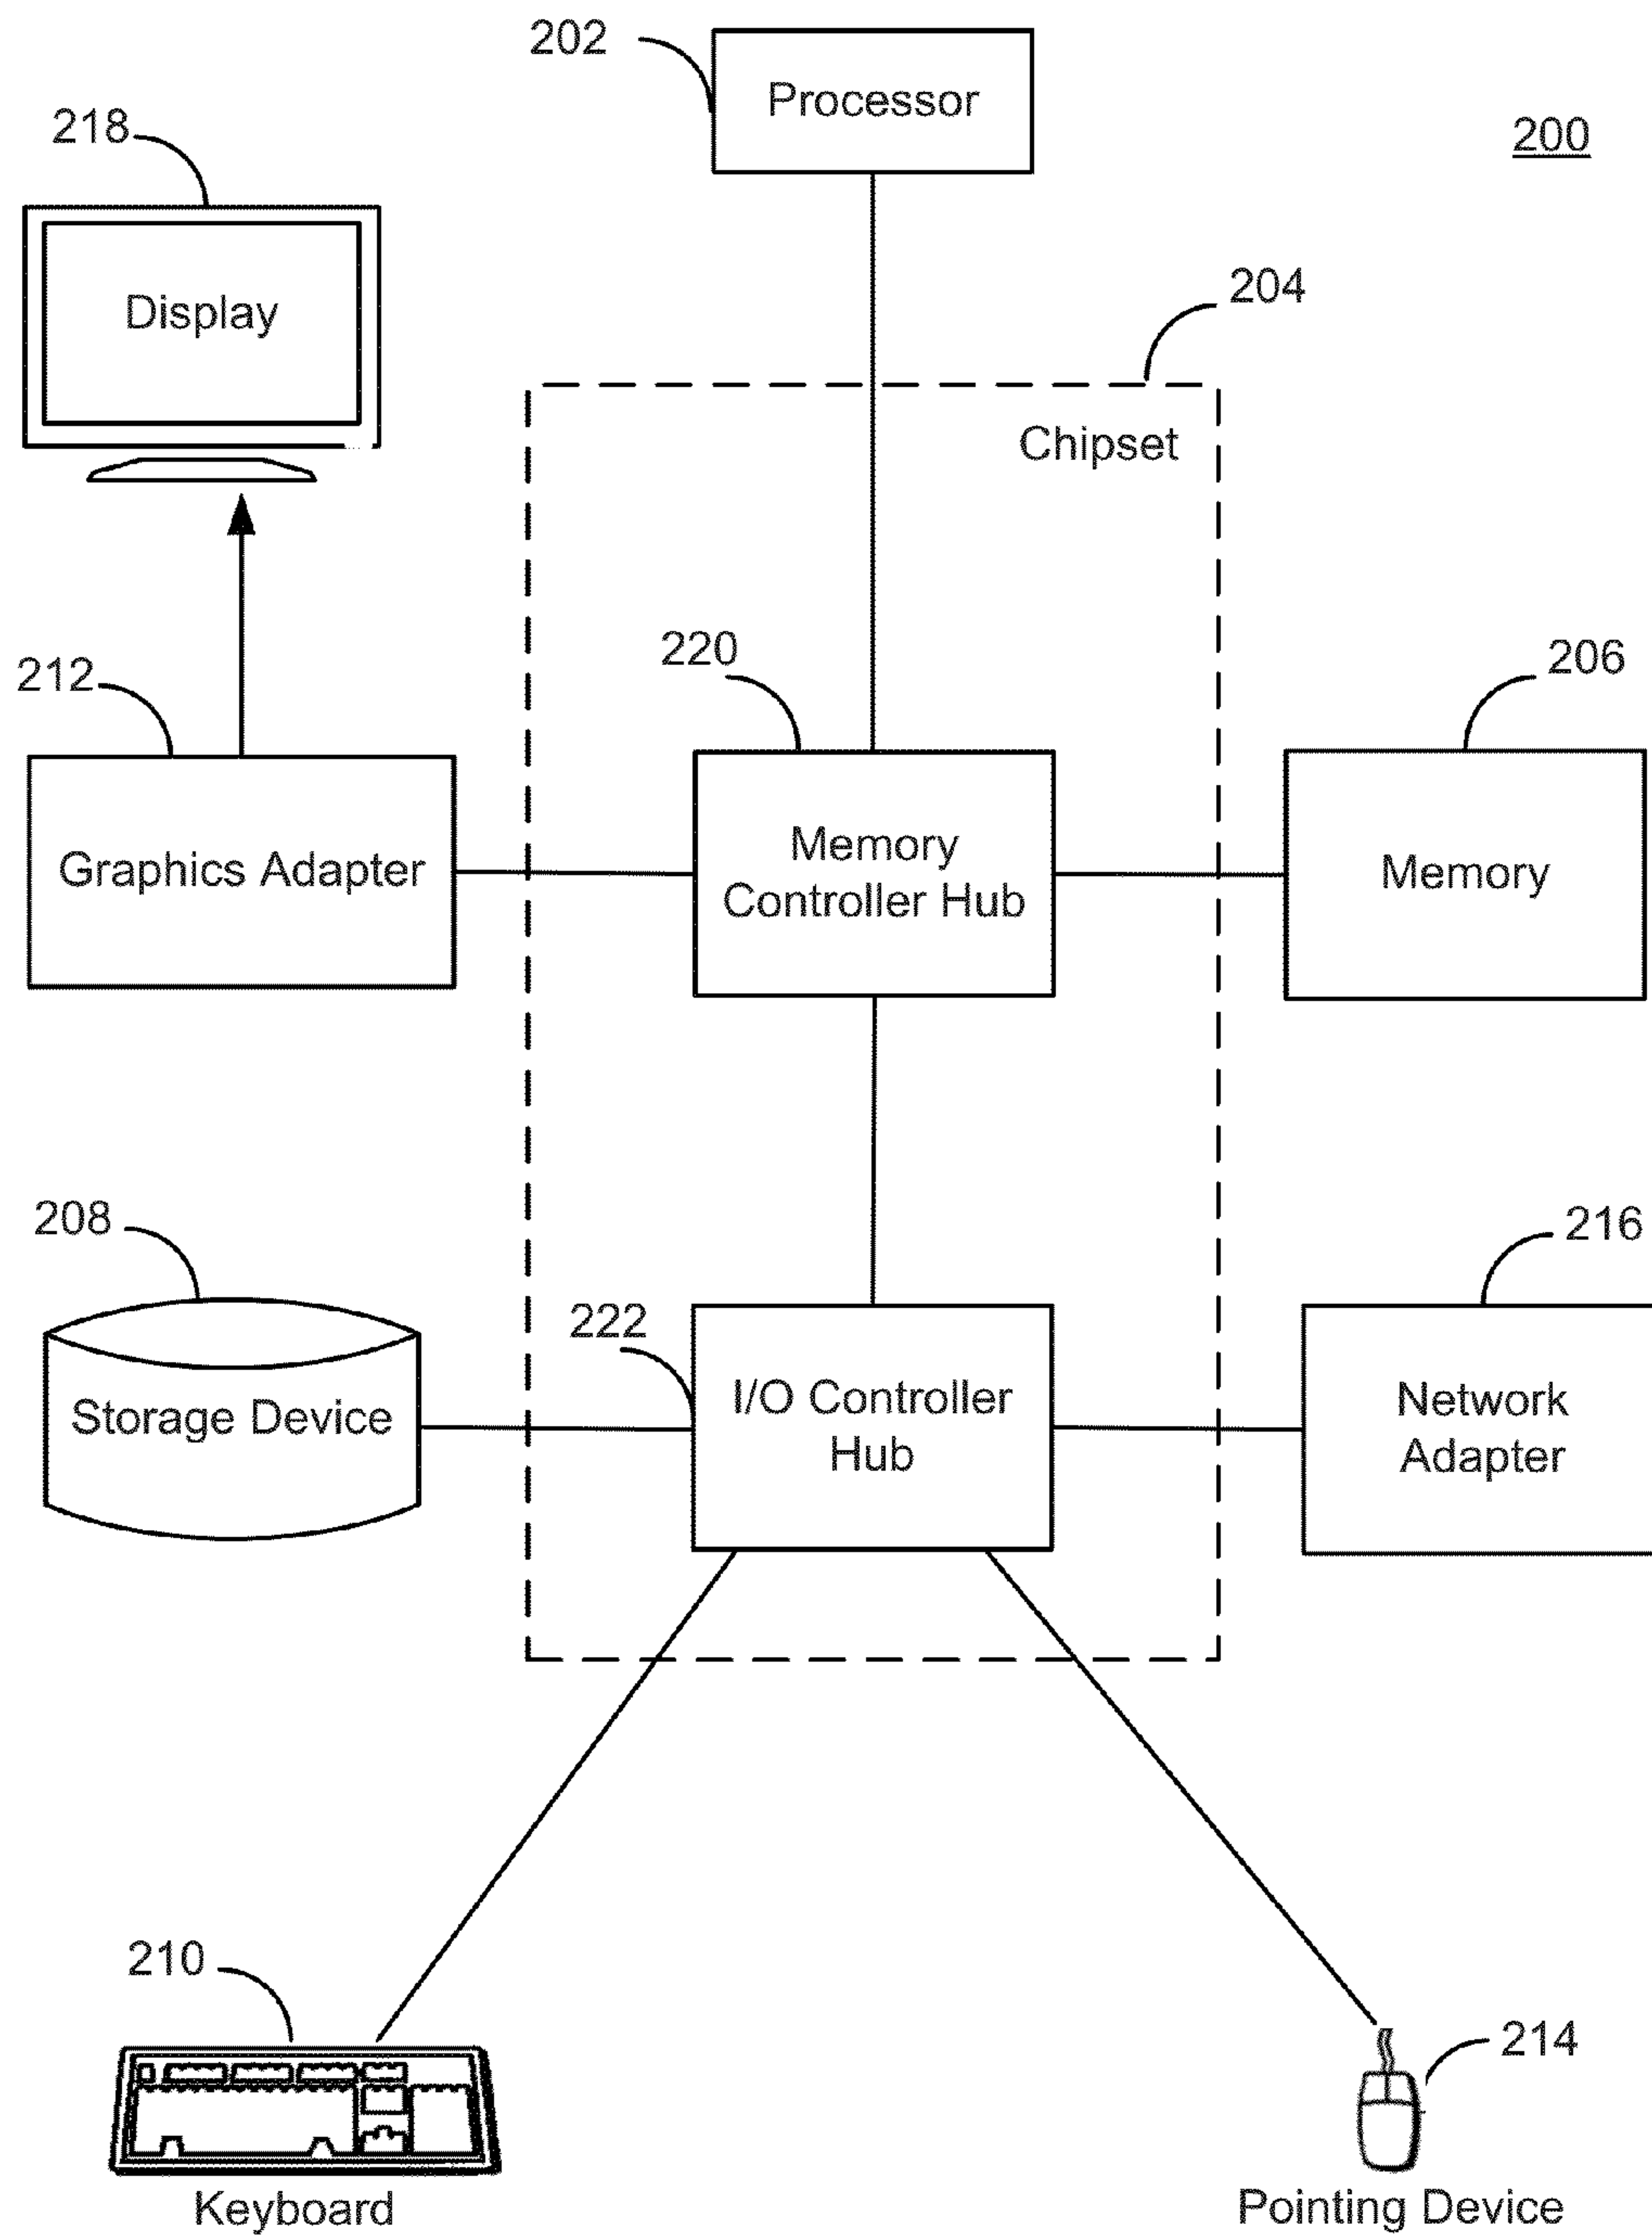 202
Processor
200
218
Display
204
Chipset
220
206
212
Memory
Controller Hub
Graphics Adapter
Memory
208
216
222
I/O Controller
Hub
Storage Device
Network
Adapter
210
214
Keyboard
Pointing Device